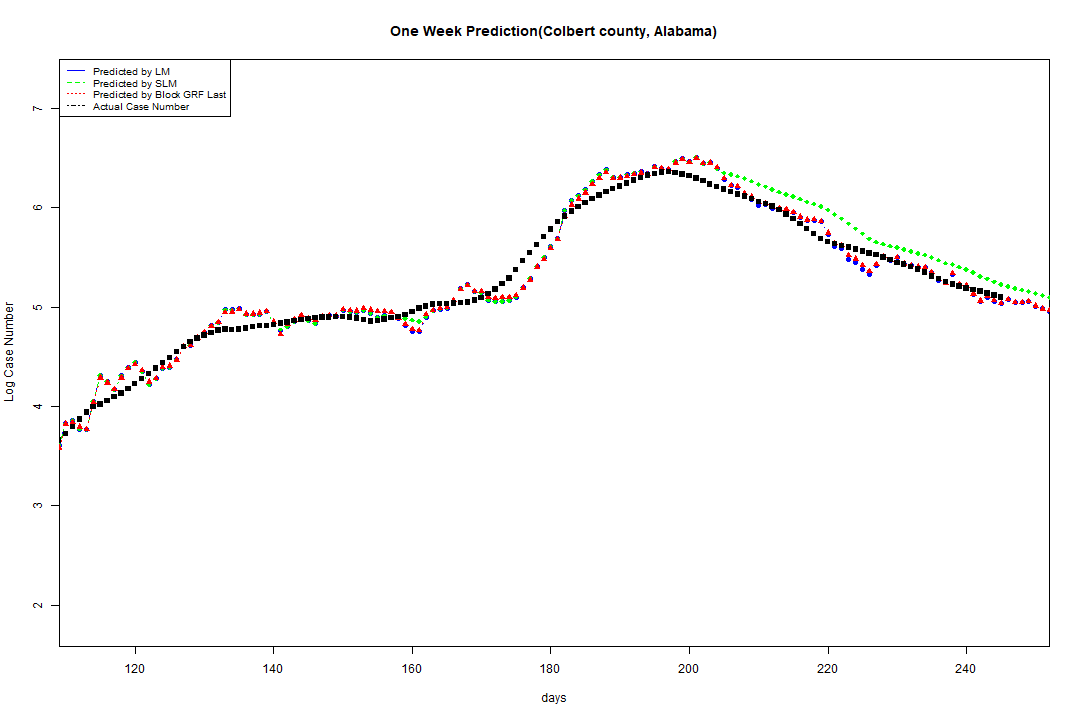 One Week Prediction(Colbert county, Alabama)
Predicted by LM
Predicted by SLM
Predicted by Block GRF Last
Actual Case Number
7
6
5
4
3
2
Log Case Number
120 140 160 180 200 220 240
days